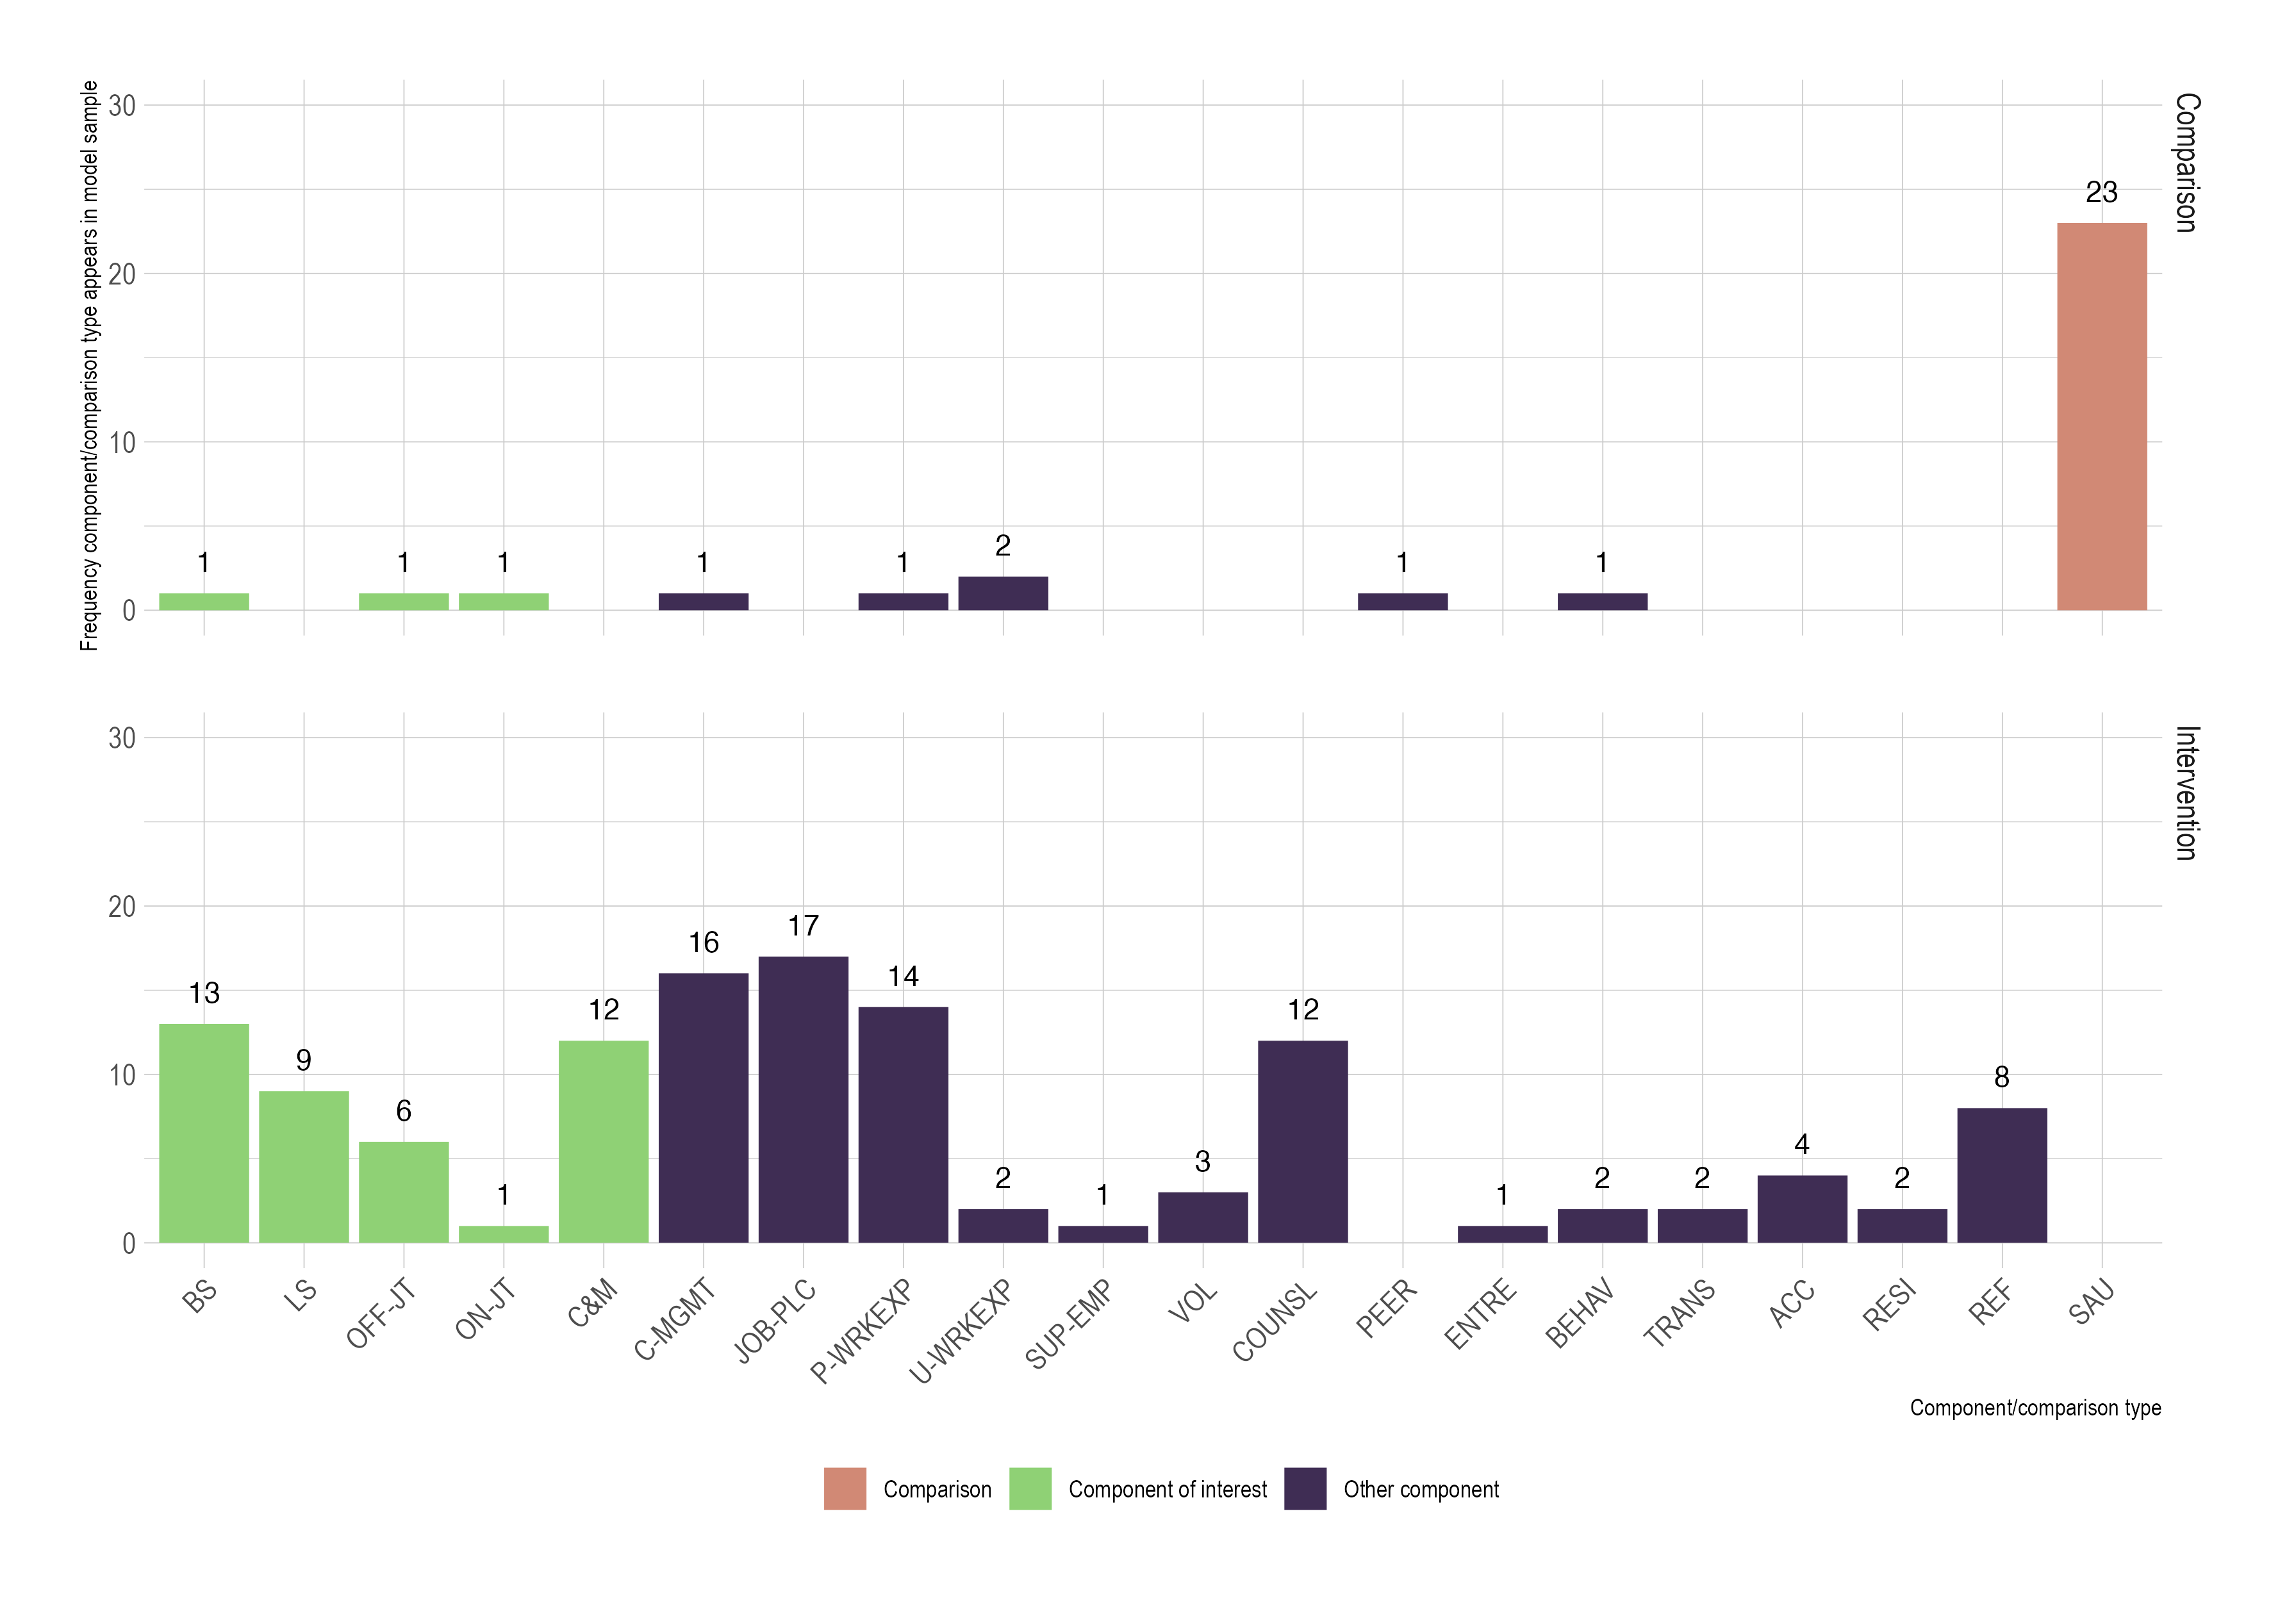 Frequency component/comparison type appears in model sample
Comparison
30
20
10
0
1
1
1
1
1
2
1
1
23
Intervention
30
20
10
0
13
9
6
1
12
16
17
14
2
1
3
12
1
2
2
4
2
8
BS
LS
OFF-JT
ON-JT
C&M
C-MGMT
JOB-PLC
P-WRKEXP
U-WRKEXP
SUP-EMP
VOL
COUNSL
PEER
ENTRE
BEHAV
TRANS
ACC
RESI
REF
SAU
Component/comparison type
Comparison
Component of interest
Other component